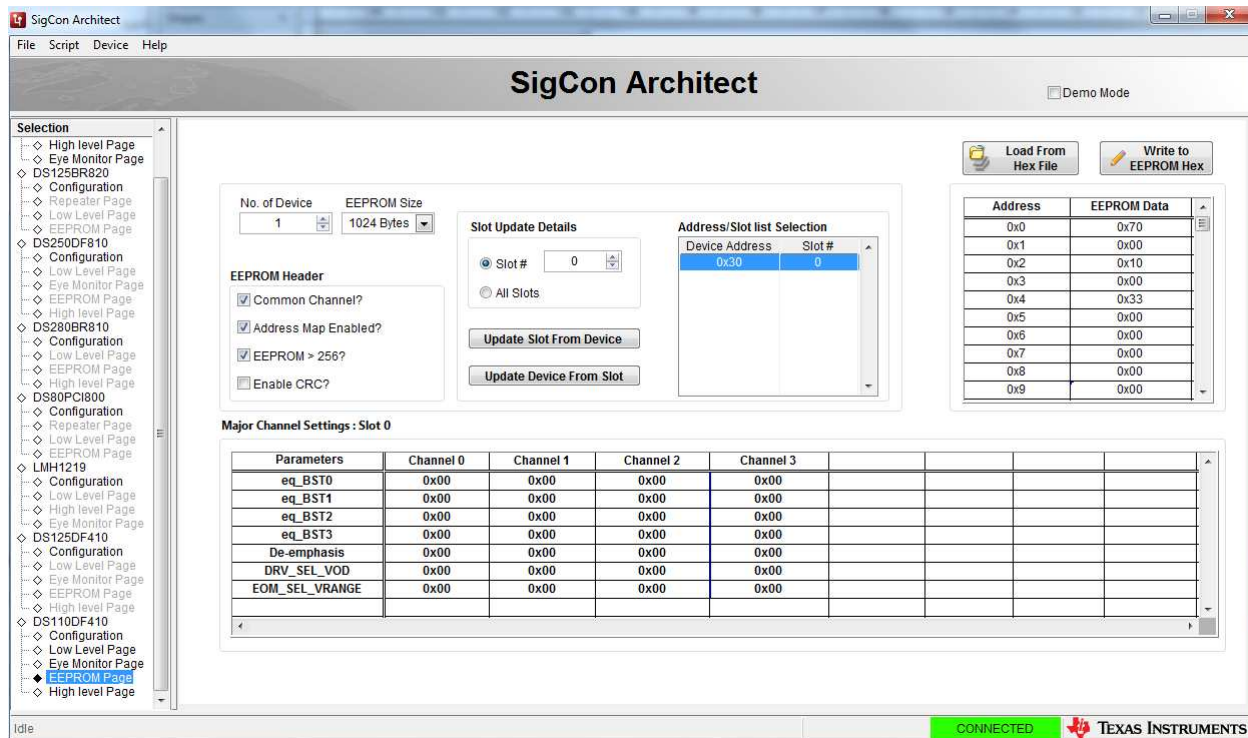 SigCon Architect
File Script Device Help
SigCon Architect
Demo Mode
Selection
High level Page
Eye Monitor Page
DS125BR820
Configuration
Repeater Page
Low Level Page
EEPROM Page
DS250DF810
Configuration
Low Level Page
Eye Monitor Page
EEPROM Page
High level Page
DS280BR810
Configuration
Low Level Page
EEPROM Page
High level Page
DS80PCI800
Configuration
Repeater Page
Low Level Page
EEPROM Page
LMH1219
Configuration
Low Level Page
High level Page
Eye Monitor Page
DS125DF410
Configuration
Low Level Page
Eye Monitor Page
EEPROM Page
High level Page
DS110DF410
Configuration
Low Level Page
Eye Monitor Page
EEPROM Page
High level Page
Load From
Hex File
Write to
EEPROM Hex
No. of Device EEPROM Size
1 1024 Bytes
EEPROM Header
Common Channel?
Address Map Enabled?
EEPROM > 256?
Enable CRC?
Slot Update Details
Slot # 0
All Slots
Update Slot From Device
Update Device From Slot
Address/Slot list Selection
Device Address Slot #
0x30 0
Address EEPROM Data
0x0 0x70
0x1 0x00
0x2 0x10
0x3 0x00
0x4 0x33
0x5 0x00
0x6 0x00
0x7 0x00
0x8 0x00
0x9 0x00
Major Channel Settings : Slot 0
Parameters Channel 0 Channel 1 Channel 2 Channel 3
eq_BST0 0x00 0x00 0x00 0x00
eq_BST1 0x00 0x00 0x00 0x00
eq_BST2 0x00 0x00 0x00 0x00
eq_BST3 0x00 0x00 0x00 0x00
De-emphasis 0x00 0x00 0x00 0x00
DRV_SEL_VOD 0x00 0x00 0x00 0x00
EOM_SEL_VRANGE 0x00 0x00 0x00 0x00
Idle
CONNECTED
TEXAS INSTRUMENTS